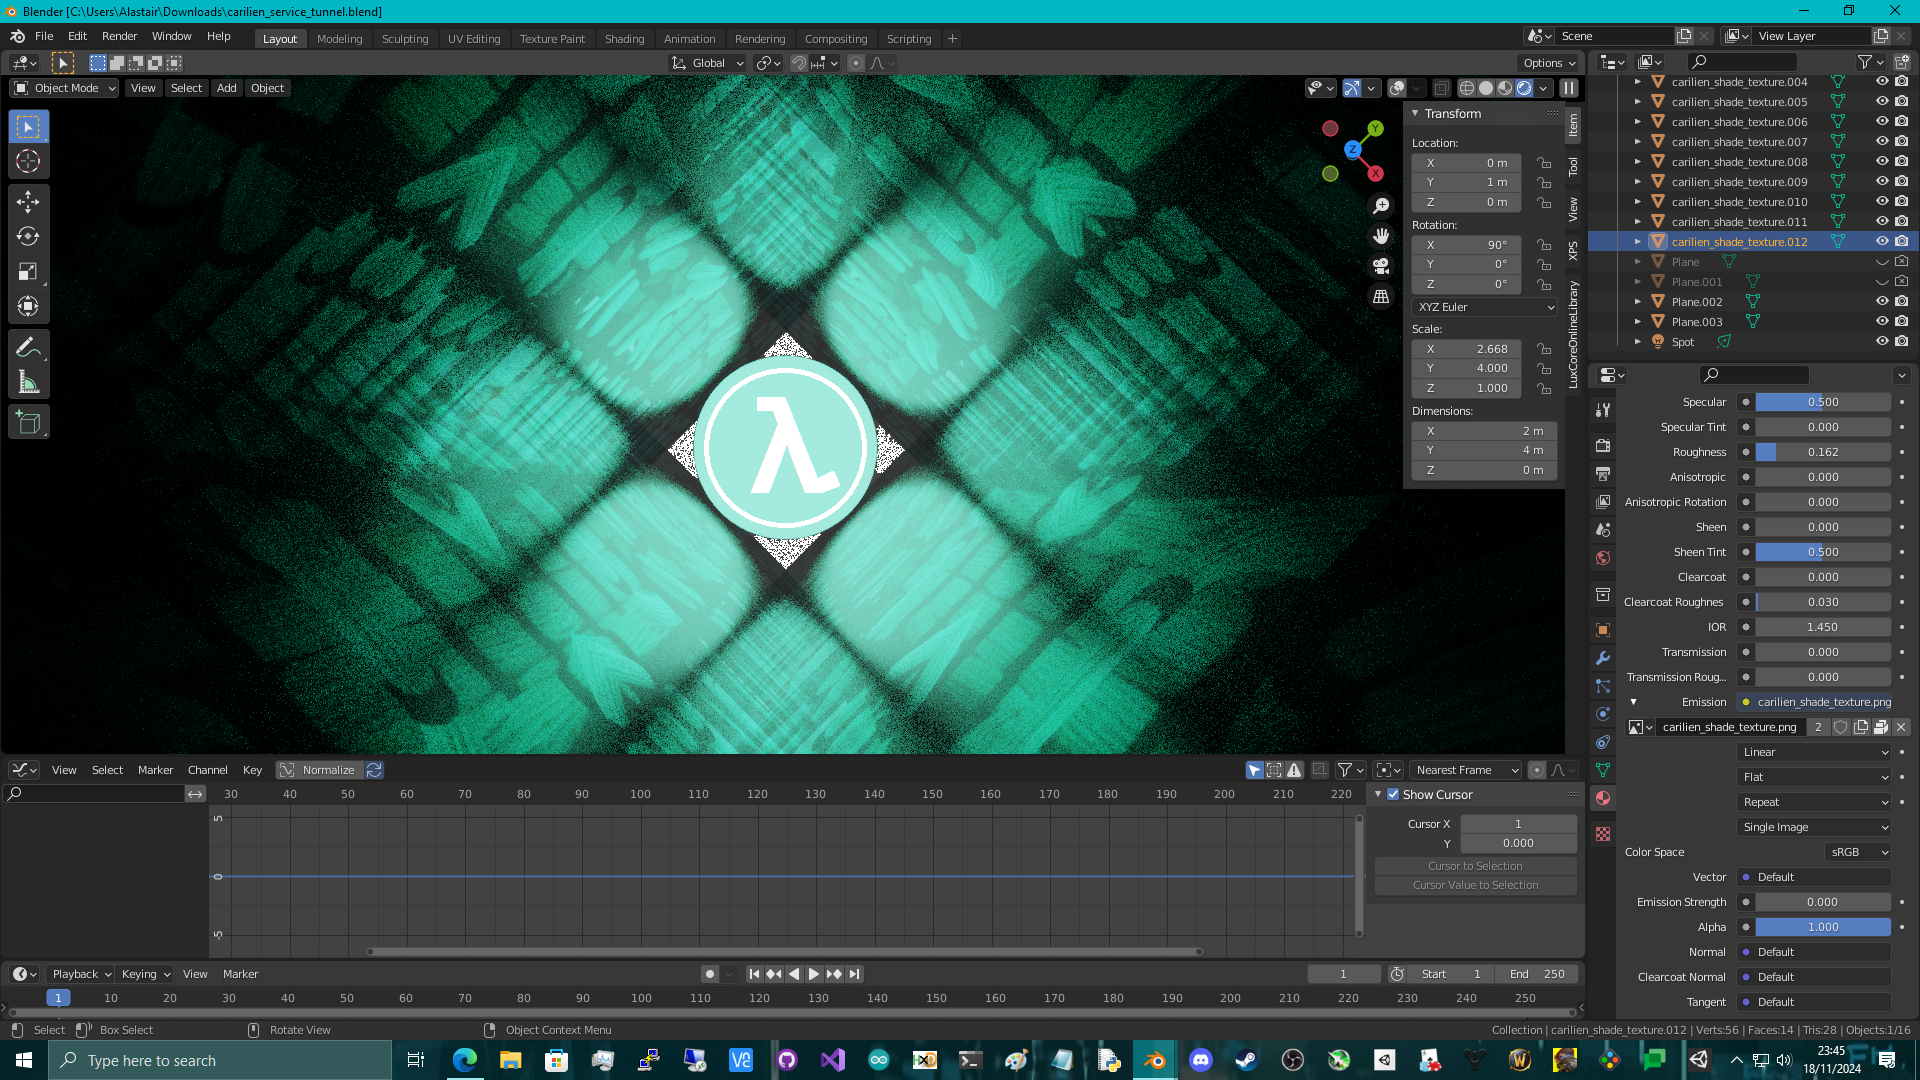 Blender [C:\Users\Alastair\Downloads\carilien_service_tunnel.blend]
File Edit Render Window Help Layout Modeling Sculpting UV Editing Texture Paint Shading Animation Rendering Compositing Scripting + Scene View Layer
Global Options
Object Mode View Select Add Object
carilien_shade_texture.004
carilien_shade_texture.005
carilien_shade_texture.006
carilien_shade_texture.007
carilien_shade_texture.008
carilien_shade_texture.009
carilien_shade_texture.010
carilien_shade_texture.011
carilien_shade_texture.012
Plane
Plane.001
Plane.002
Plane.003
Spot
Y
Z
X
λ
Transform
Location:
X 0 m
Y 1 m
Z 0 m
Rotation:
X 90°
Y 0°
Z 0°
XYZ Euler
Scale:
X 2.668
Y 4.000
Z 1.000
Dimensions:
X 2 m
Y 4 m
Z 0 m
Item
Tool
View
XPS
LuxCoreOnlineLibrary
Specular 0.500
Specular Tint 0.000
Roughness 0.162
Anisotropic 0.000
Anisotropic Rotation 0.000
Sheen 0.000
Sheen Tint 0.500
Clearcoat 0.000
Clearcoat Roughnes 0.030
IOR 1.450
Transmission 0.000
Transmission Roug... 0.000
Emission carilien_shade_texture.png
carilien_shade_texture.png 2
Linear
Flat
Repeat
Single Image
Color Space sRGB
Vector Default
Emission Strength 0.000
Alpha 1.000
Normal Default
Clearcoat Normal Default
Tangent Default
View Select Marker Channel Key Normalize Nearest Frame
30 40 50 60 70 80 90 100 110 120 130 140 150 160 170 180 190 200 210 220
5
0
-5
Show Cursor
Cursor X 1
Y 0.000
Cursor to Selection
Cursor Value to Selection
Playback Keying View Marker 1 Start 1 End 250
1 10 20 30 40 50 60 70 80 90 100 110 120 130 140 150 160 170 180 190 200 210 220 230 240 250
Select Box Select Rotate View Object Context Menu Collection | carilien_shade_texture.012 | Verts:56 | Faces:14 | Tris:28 | Objects:1/16
Type here to search
23:45
18/11/2024